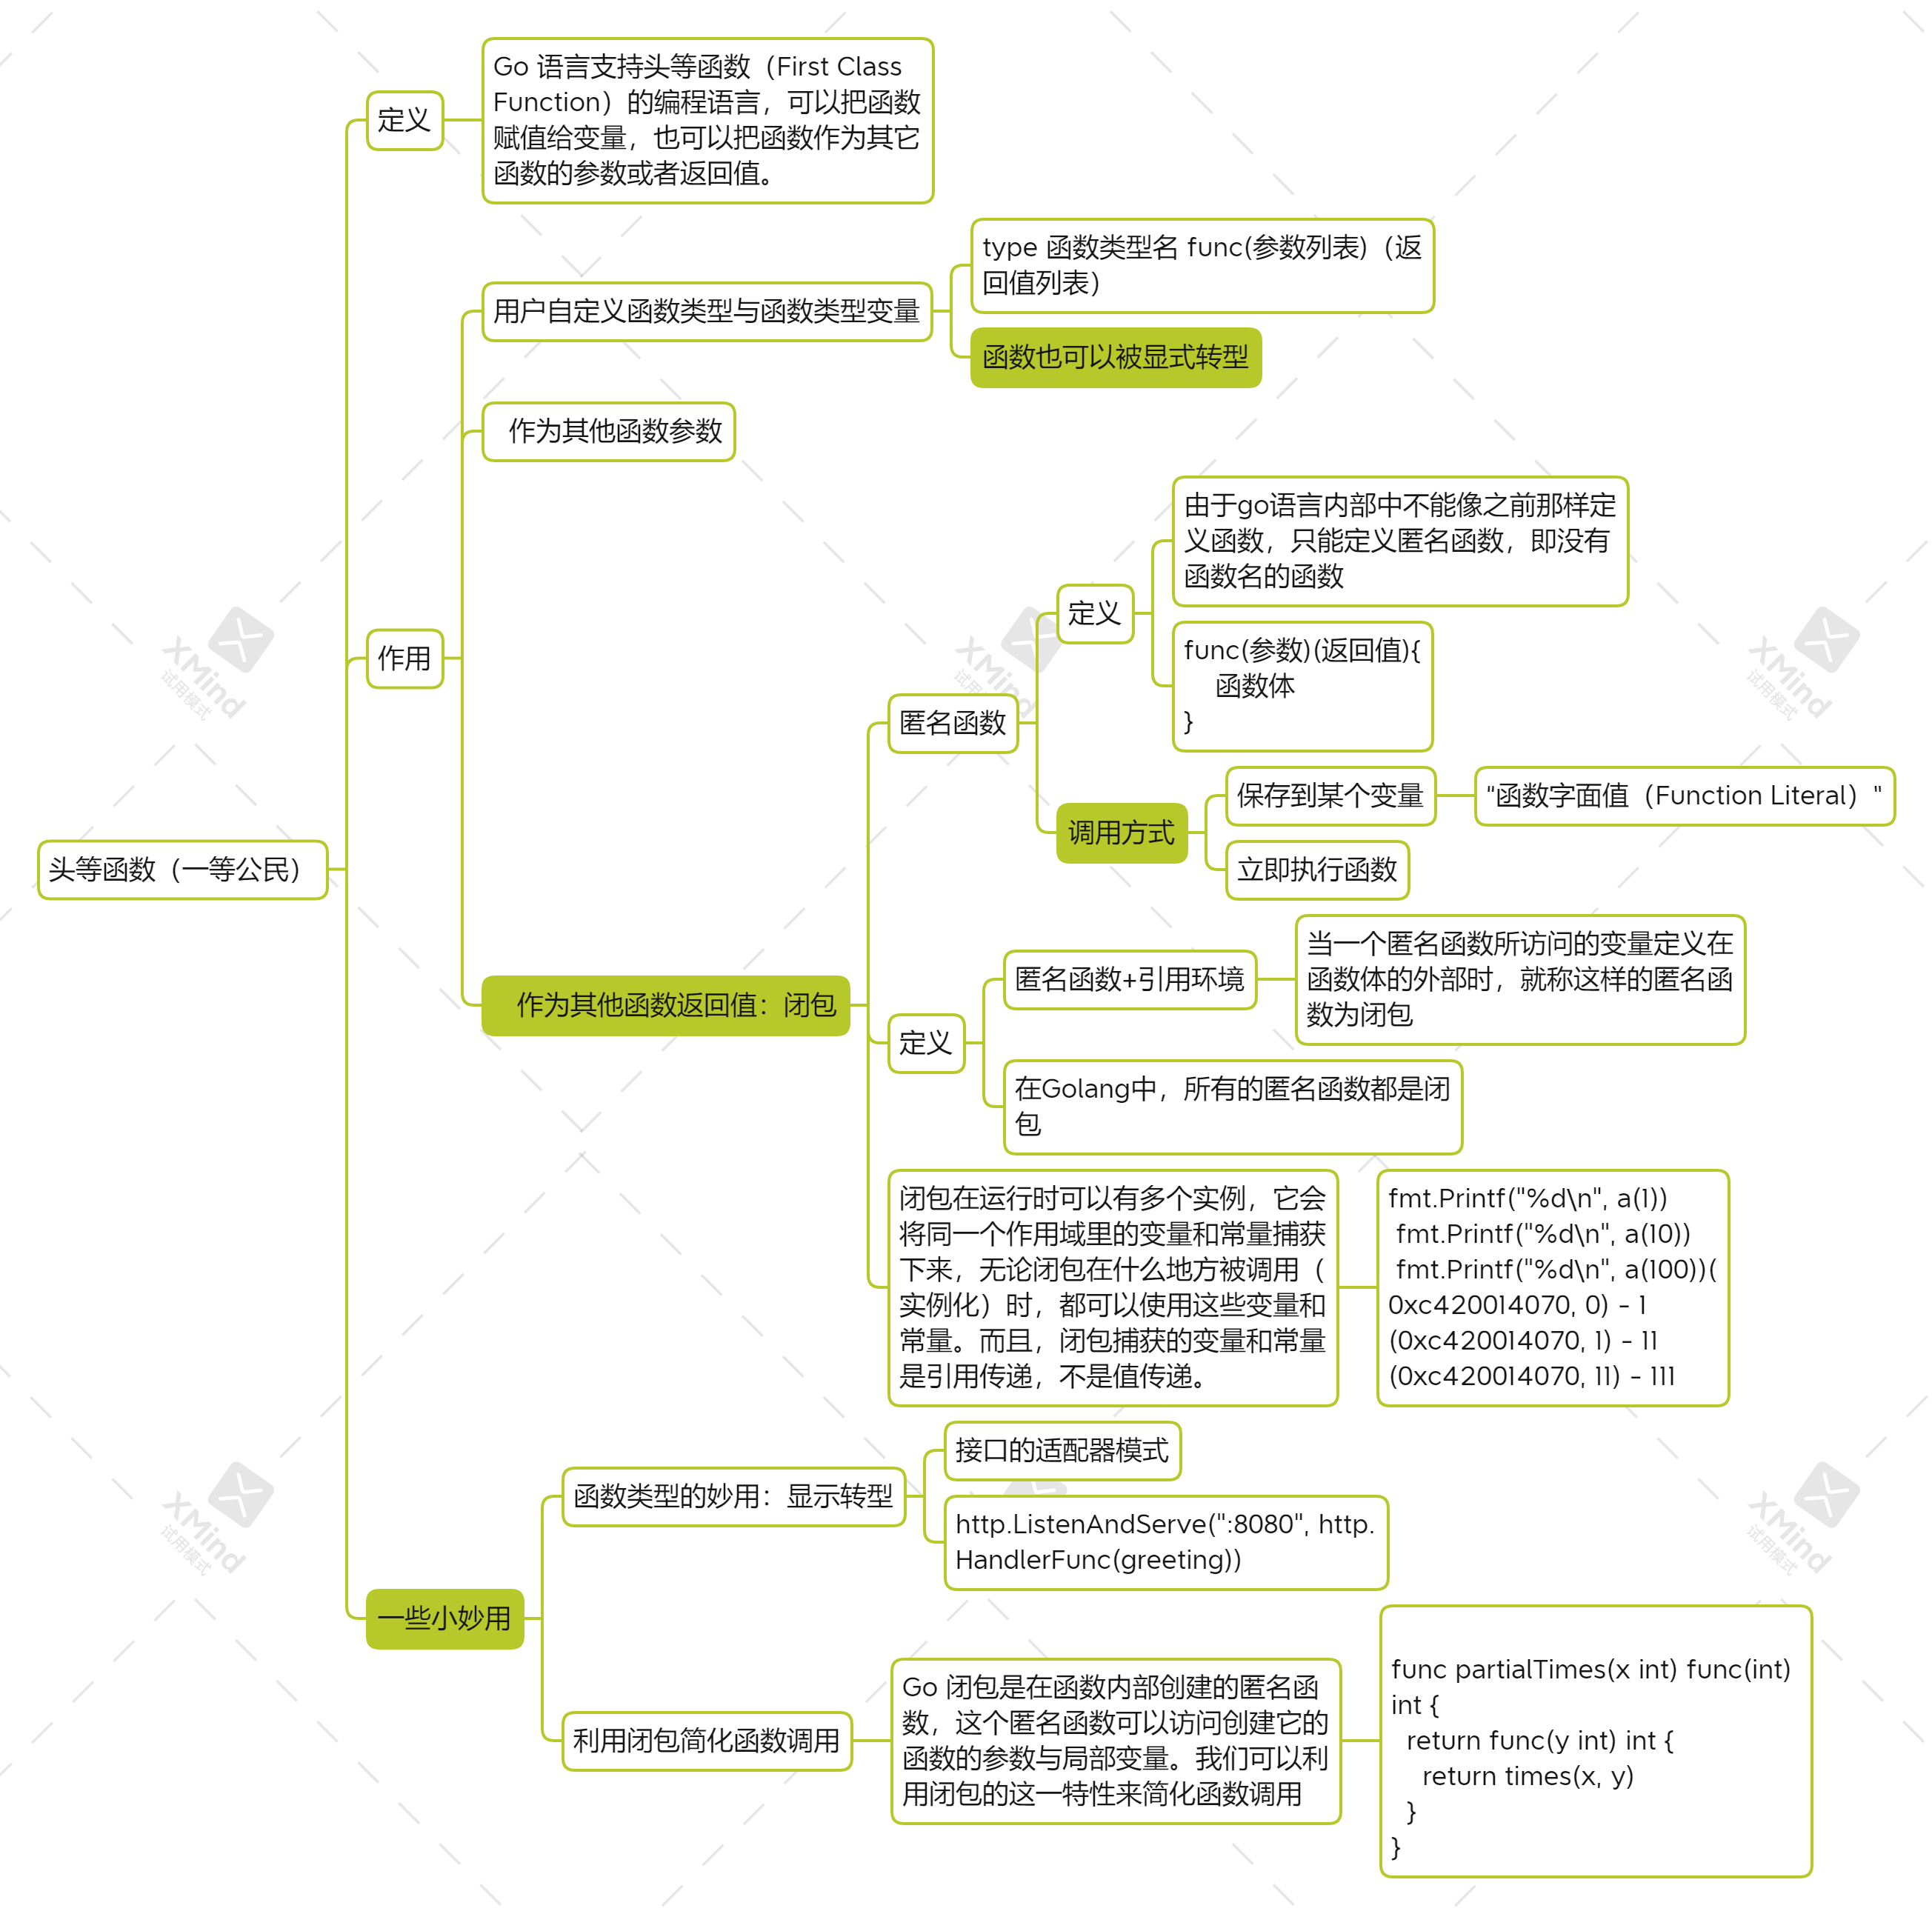 Go 语言支持头等函数（First Class
Function）的编程语言，可以把函数
赋值给变量，也可以把函数作为其它
函数的参数或者返回值。
定义
type 函数类型名 func(参数列表)（返
回值列表）
用户自定义函数类型与函数类型变量
函数也可以被显式转型
作为其他函数参数
由于go语言内部中不能像之前那样定
义函数，只能定义匿名函数，即没有
函数名的函数
定义
func(参数)(返回值){
函数体
}
作用
匿名函数
保存到某个变量
"函数字面值（Function Literal）"
调用方式
立即执行函数
头等函数（一等公民）
当一个匿名函数所访问的变量定义在
函数体的外部时，就称这样的匿名函
数为闭包
匿名函数+引用环境
作为其他函数返回值：闭包
定义
在Golang中，所有的匿名函数都是闭
包
闭包在运行时可以有多个实例，它会
将同一个作用域里的变量和常量捕获
下来，无论闭包在什么地方被调用（
实例化）时，都可以使用这些变量和
常量。而且，闭包捕获的变量和常量
是引用传递，不是值传递。
fmt.Printf("%d\n", a(1))
fmt.Printf("%d\n", a(10))
fmt.Printf("%d\n", a(100))(
0xc420014070, 0) - 1
(0xc420014070, 1) - 11
(0xc420014070, 11) - 111
接口的适配器模式
函数类型的妙用：显示转型
http.ListenAndServe(":8080", http.
HandlerFunc(greeting))
一些小妙用
利用闭包简化函数调用
Go 闭包是在函数内部创建的匿名函
数，这个匿名函数可以访问创建它的
函数的参数与局部变量。我们可以利
用闭包的这一特性来简化函数调用
func partialTimes(x int) func(int)
int {
return func(y int) int {
return times(x, y)
}
}
XMind
试用模式
XMind
试用模式
XMind
试用模式
XMind
试用模式
XMind
试用模式